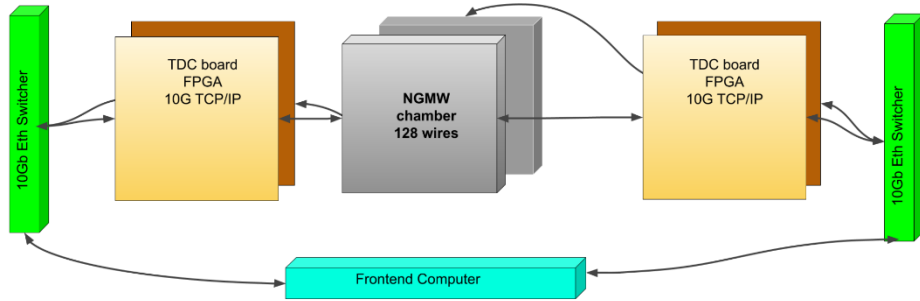 10Gb Eth Switcher
TDC board
FPGA
10G TCP/IP
NGMW
chamber
128 wires
TDC board
FPGA
10G TCP/IP
10Gb Eth Switcher
Frontend Computer